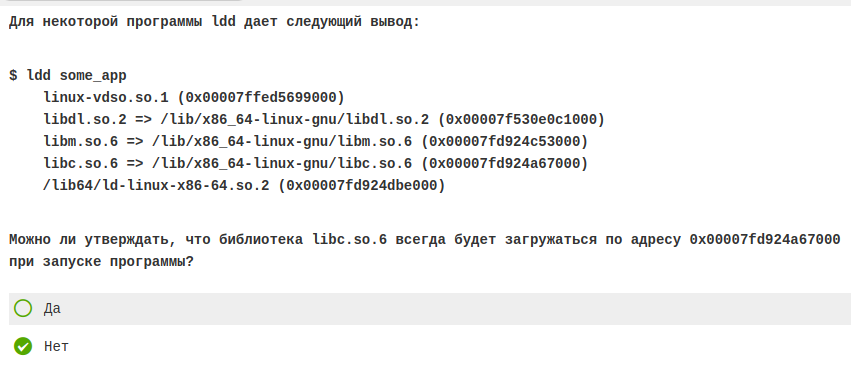 Для некоторой программы ldd дает следующий вывод:
$ ldd some_app
linux-vdso.so.1 (0x00007ffed5699000)
libdl.so.2 => /lib/x86_64-linux-gnu/libdl.so.2 (0x00007f530e0c1000)
libm.so.6 => /lib/x86_64-linux-gnu/libm.so.6 (0x00007fd924c53000)
libc.so.6 => /lib/x86_64-linux-gnu/libc.so.6 (0x00007fd924a67000)
/lib64/ld-linux-x86-64.so.2 (0x00007fd924dbe000)
Можно ли утверждать, что библиотека libc.so.6 всегда будет загружаться по адресу 0x00007fd924a67000
при запуске программы?
Да
Нет